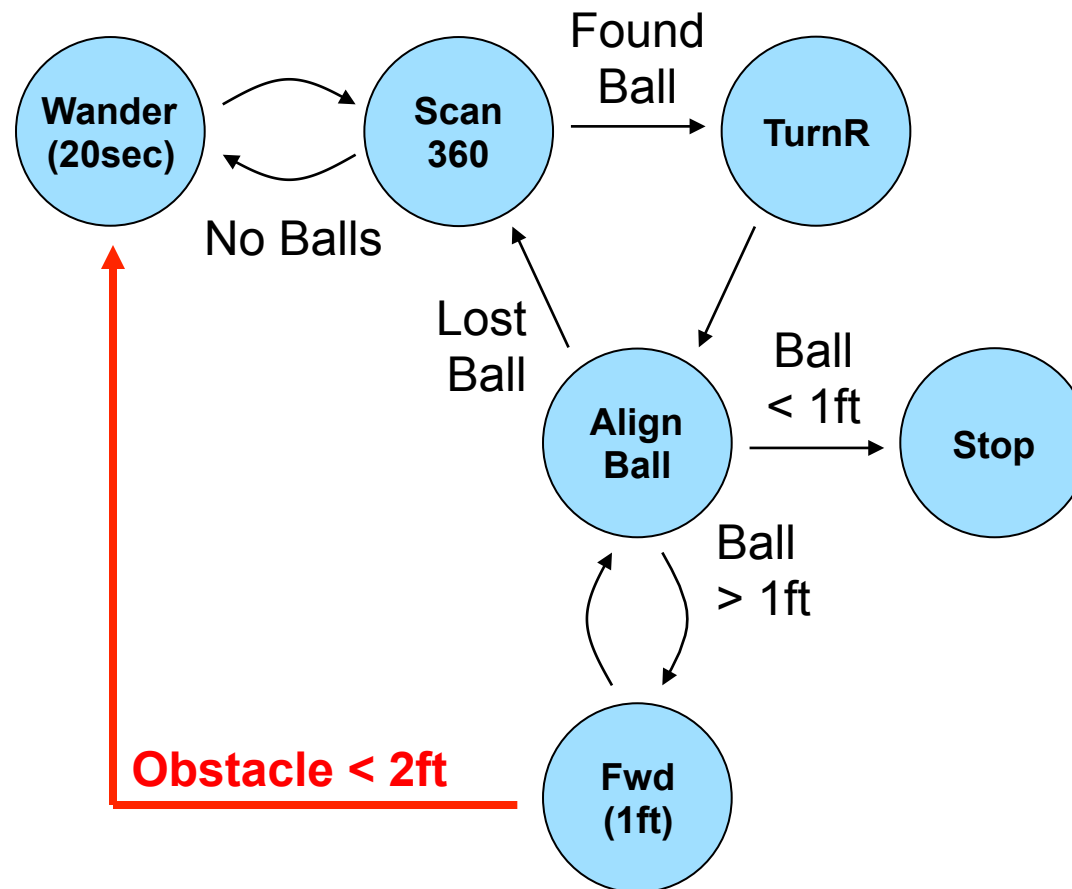 Wander
(20sec)
Scan
360
Found
Ball
TurnR
No Balls
Lost
Ball
Align
Ball
Ball
< 1ft
Stop
Ball
> 1ft
Obstacle < 2ft
Fwd
(1ft)